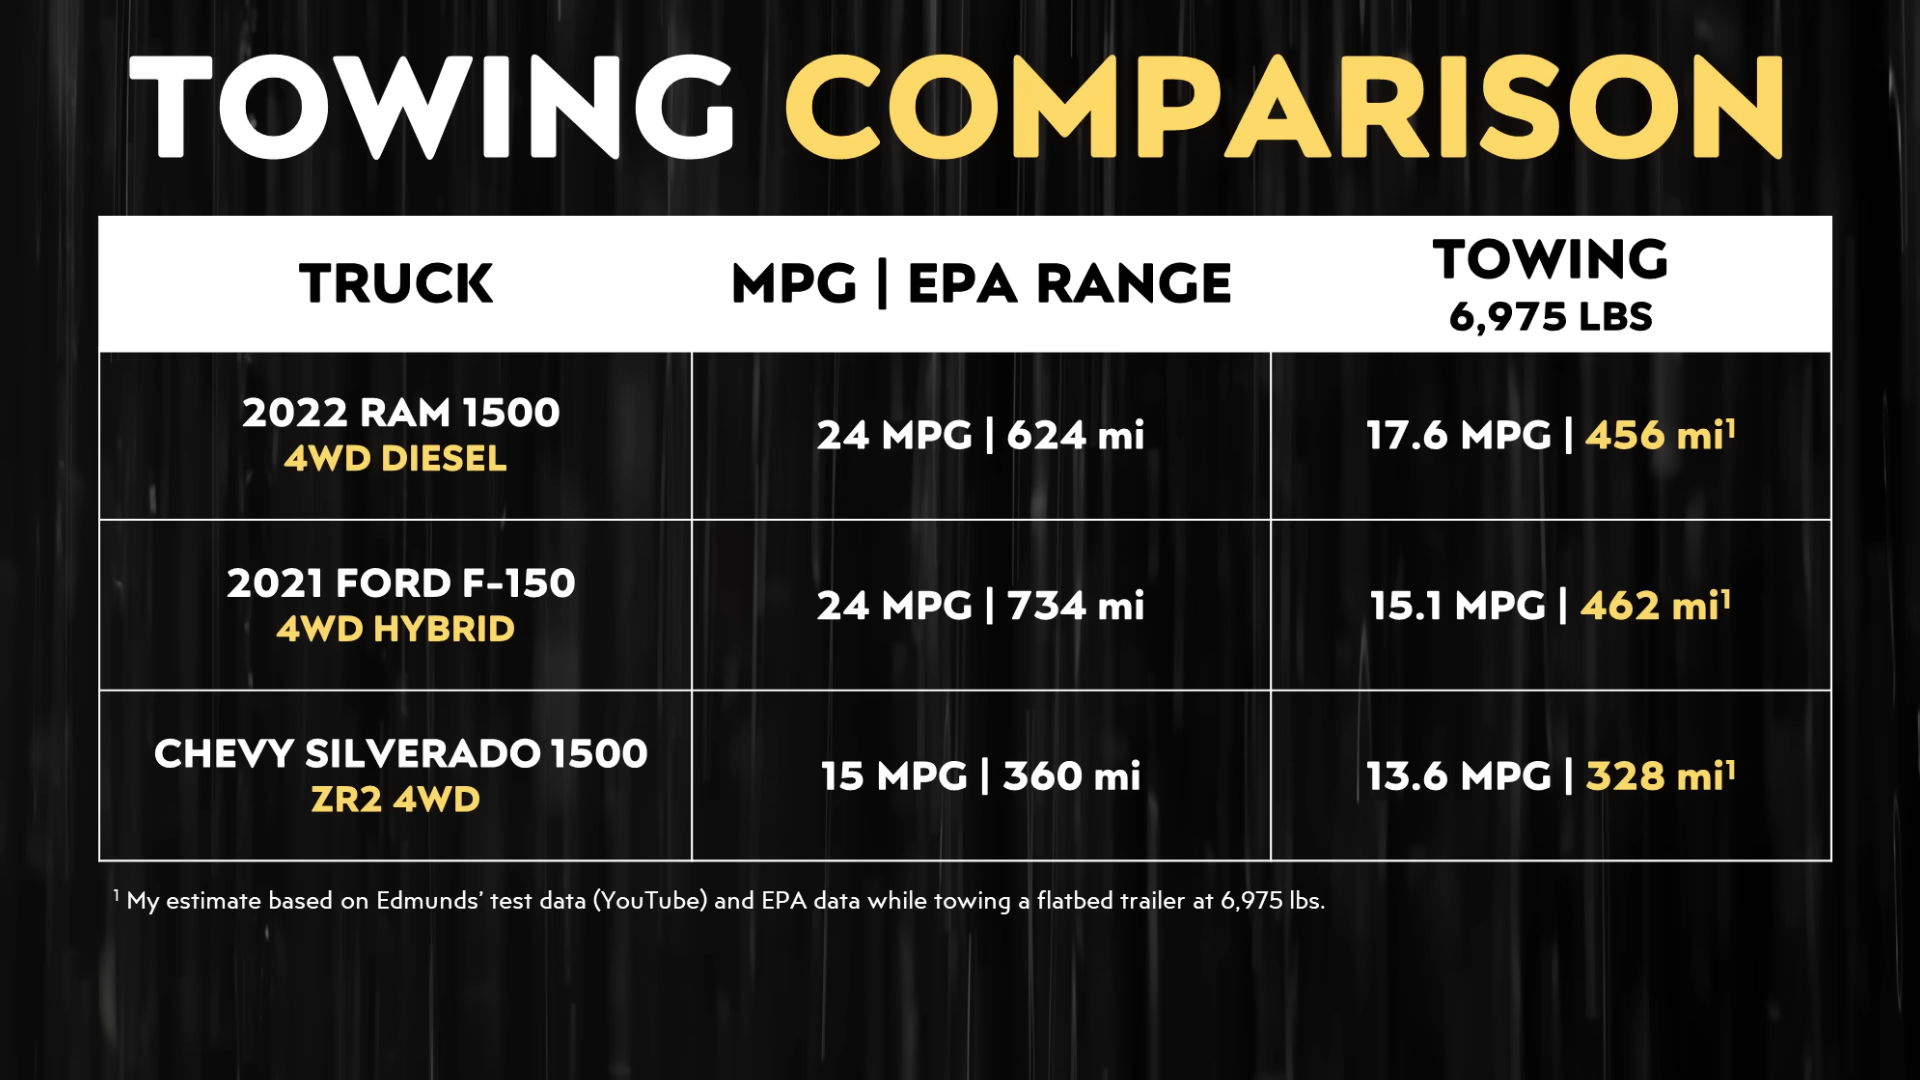 TOWING COMPARISON
TRUCK
MPG | EPA RANGE
TOWING
6,975 LBS
2022 RAM 1500
4WD DIESEL
24 MPG | 624 mi
17.6 MPG | 456 mi¹
2021 FORD F-150
4WD HYBRID
24 MPG | 734 mi
15.1 MPG | 462 mi¹
CHEVY SILVERADO 1500
ZR2 4WD
15 MPG | 360 mi
13.6 MPG | 328 mi¹
¹ My estimate based on Edmunds’ test data (YouTube) and EPA data while towing a flatbed trailer at 6,975 lbs.